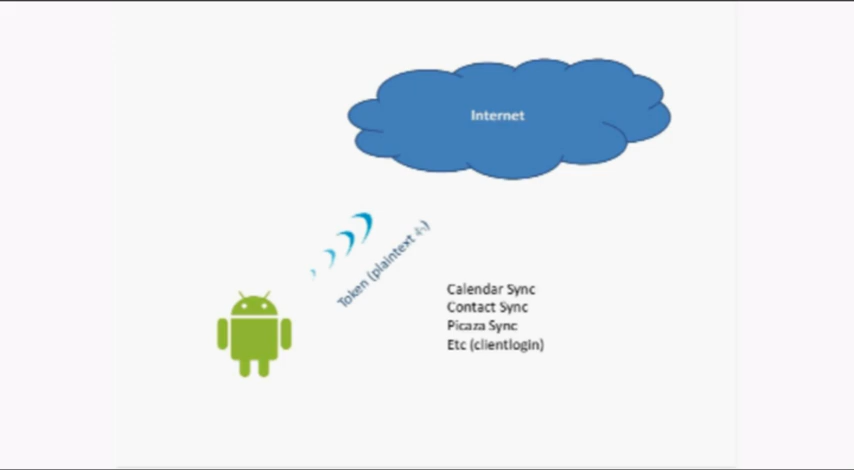 Internet
Token (plaintext
Calendar Sync
Contact Sync
Picaza Sync
Etc (clientlogin)